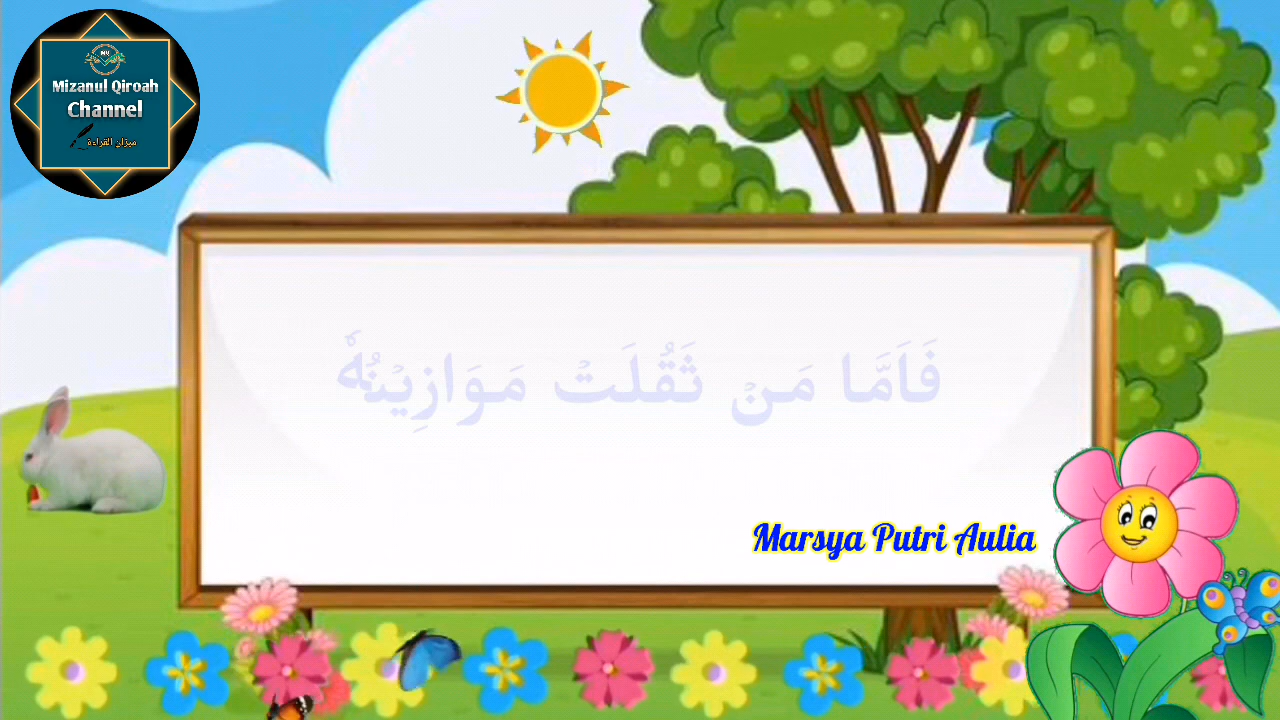 Mizanul Qiroah
Channel
ميزان القراءة
فَاَمَّا مَنْ ثَقُلَتْ مَوَازِيْنُهٗ
Marsya Putri Aulia